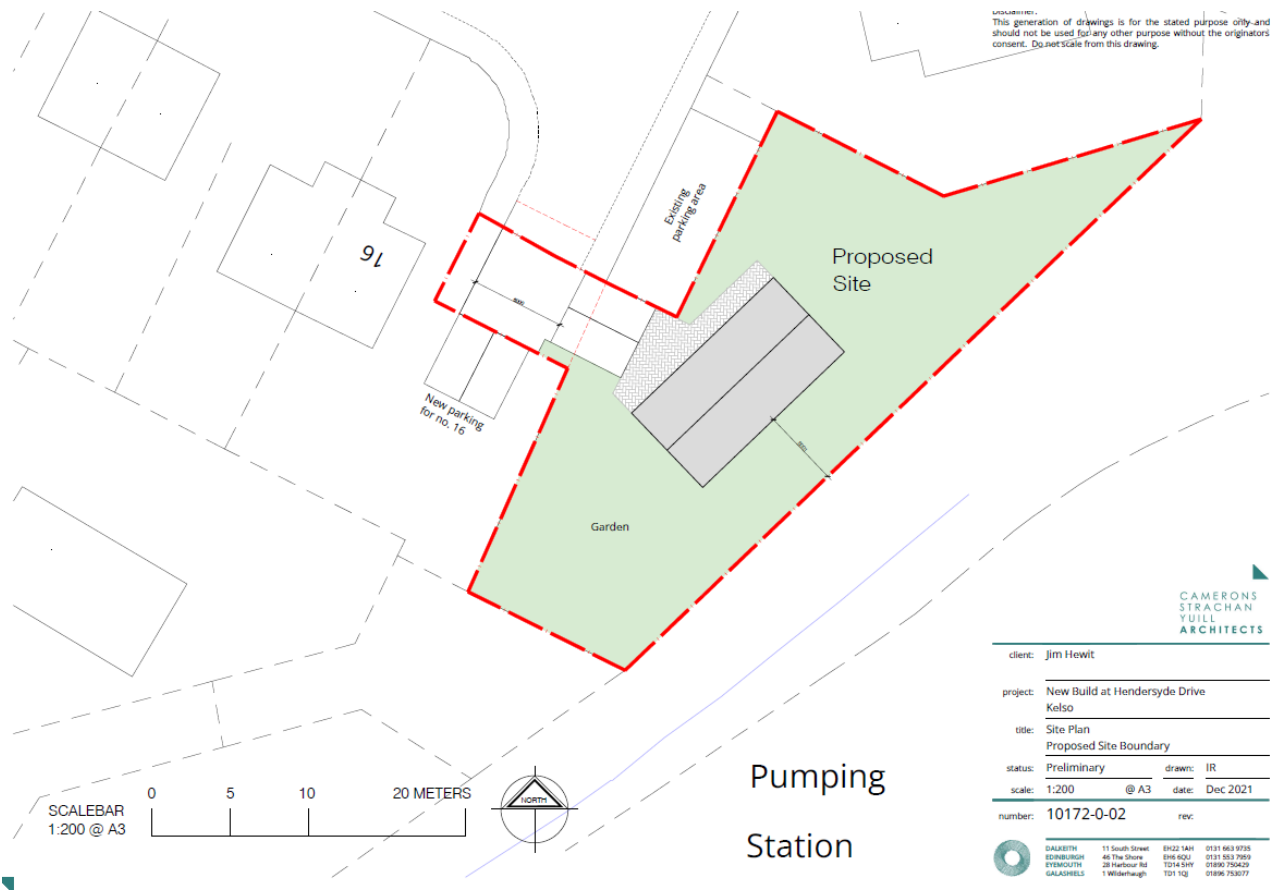 Disclaimer:
This generation of drawings is for the stated purpose only and
should not be used for any other purpose without the originators
consent. Do not scale from this drawing.
Existing
parking area
16
Proposed
Site
New parking
for no. 16
Garden
CAMERONS
STRACHAN
YUILL
ARCHITECTS
client: Jim Hewit
project: New Build at Hendersyde Drive
Kelso
title: Site Plan
Proposed Site Boundary
status: Preliminary drawn: IR
scale: 1:200 @ A3 date: Dec 2021
number: 10172-0-02 rev:
DALKEITH 11 South Street EH22 1AH 0131 663 9735
EDINBURGH 46 The Shore EH6 6QU 0131 553 7959
EYEMOUTH 28 Harbour Rd TD14 5HY 01890 750429
GALASHIELS 1 Wilderhaugh TD1 1QJ 01896 753077
Pumping
Station
SCALEBAR
1:200 @ A3
0 5 10 20 METERS
NORTH